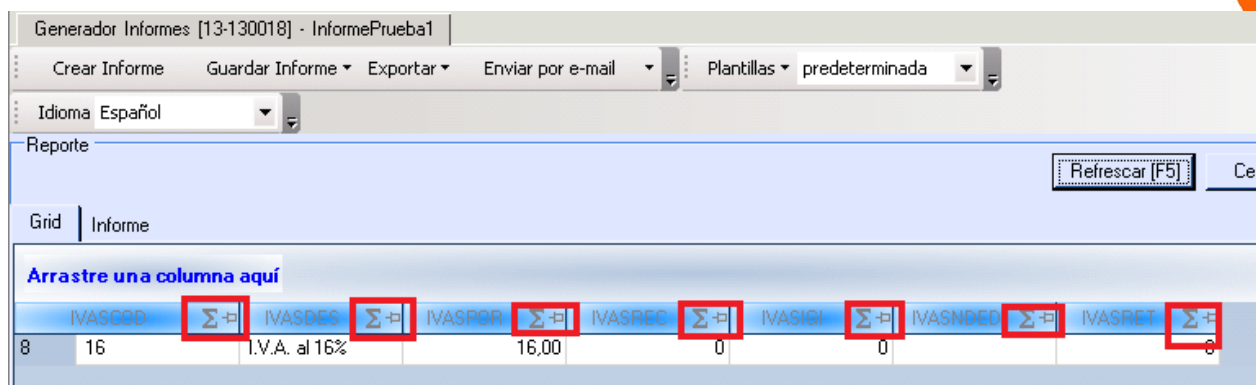 Generador Informes [13-130018] - InformePrueba1
Crear Informe Guardar Informe Exportar Enviar por e-mail Plantillas predeterminada
Idioma Español
Reporte
Refrescar [F5] Ce
Grid Informe
Arrastre una columna aquí
IVASCOD Σ IVASDES Σ IVASPOR Σ IVASREC Σ IVASIGI Σ IVASNDED Σ IVASRET Σ
8 16 I.V.A. al 16% 16,00 0 0 0